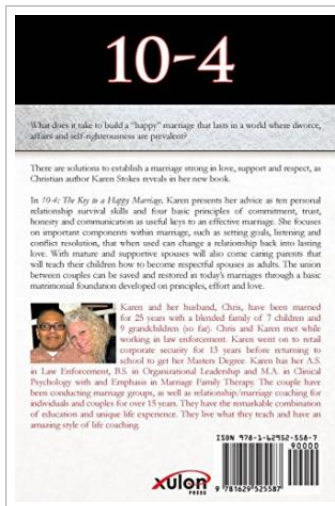 10-4
What does it take to build a "happy" marriage that lasts in a world where divorce,
affairs and self-righteousness are prevalent?
There are solutions to establish a marriage strong in love, support and respect, as
Christian author Karen Stokes reveals in her new book.
In 10-4: The Key to a Happy Marriage, Karen presents her advice as ten personal
relationship survival skills and four basic principles of commitment, trust,
honesty and communication as useful keys to an effective marriage. She focuses
on important components within marriage, such as setting goals, listening and
conflict resolution, that when used can change a relationship back into lasting
love. With mature and supportive spouses will also come caring parents that
will teach their children how to become respectful spouses as adults. The union
between couples can be saved and restored in today's marriages through a basic
matrimonial foundation developed on principles, effort and love.
Karen and her husband, Chris, have been married
for 25 years with a blended family of 7 children and
9 grandchildren (so far). Chris and Karen met while
working in law enforcement. Karen went on to retail
corporate security for 13 years before returning to
school to get her Masters Degree. Karen has her A.S.
in Law Enforcement, B.S. in Organizational Leadership and M.A. in Clinical
Psychology with and Emphasis in Marriage Family Therapy. The couple have
been conducting marriage groups, as well as relationship/marriage coaching for
individuals and couples for over 15 years. They have the remarkable combination
of education and unique life experience. They live what they teach and have an
amazing style of life coaching.
ISBN 978-1-62952-558-7
90000
xulon
PRESS
9 781629 525587